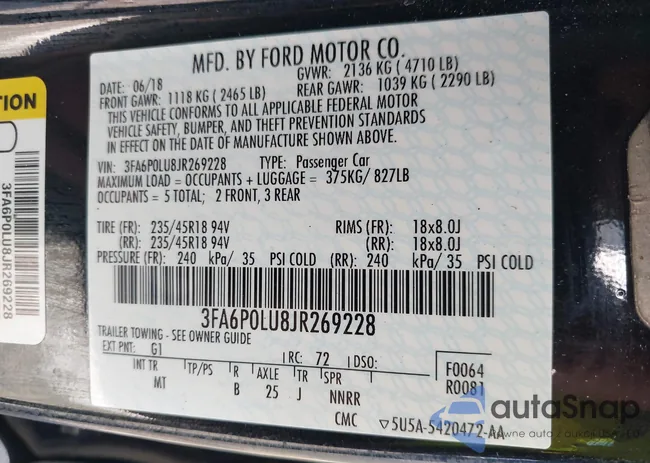 MFD. BY FORD MOTOR CO.
DATE: 06/18 GVWR: 2136 KG ( 4710 LB)
FRONT GAWR: 1118 KG ( 2465 LB) REAR GAWR: 1039 KG ( 2290 LB)
THIS VEHICLE CONFORMS TO ALL APPLICABLE FEDERAL MOTOR
VEHICLE SAFETY, BUMPER, AND THEFT PREVENTION STANDARDS
IN EFFECT ON THE DATE OF MANUFACTURE SHOWN ABOVE.
VIN: 3FA6P0LU8JR269228 TYPE: Passenger Car
MAXIMUM LOAD = OCCUPANTS + LUGGAGE = 375KG/ 827LB
OCCUPANTS = 5 TOTAL; 2 FRONT, 3 REAR
TIRE (FR): 235/45R18 94V RIMS (FR): 18x8.0J
(RR): 235/45R18 94V (RR): 18x8.0J
PRESSURE (FR): 240 kPa/ 35 PSI COLD (RR): 240 kPa/ 35 PSI COLD
3FA6P0LU8JR269228
TRAILER TOWING - SEE OWNER GUIDE
EXT PNT: G1 RC: 72 DSO: F0064
INT TR TP/PS R AXLE TR SPR R0081
MT B 25 J NNRR
CMC ▽5U5A-5420472-AA
TION
3FA6P0LU8JR269228
autoSnap